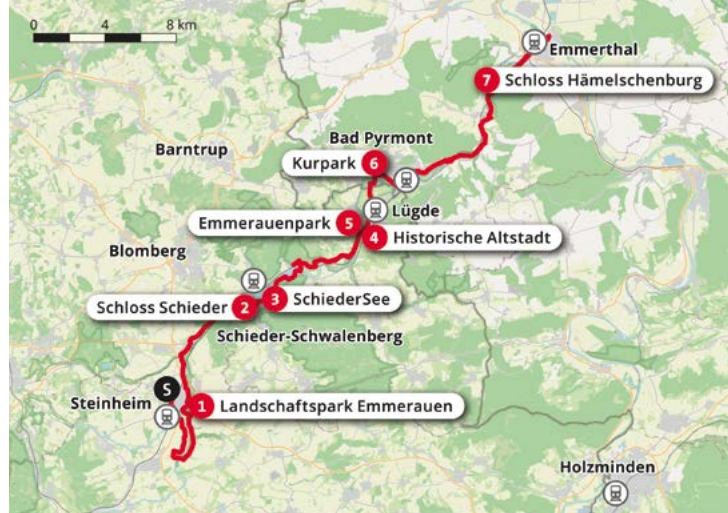 0 4 8 km
Emmerthal
7 Schloss Hämelschenburg
Bad Pyrmont
Barntrup
Kurpark 6
Lügde
Emmerauenpark 5
4 Historische Altstadt
Blomberg
3 SchiederSee
Schloss Schieder 2
Schieder-Schwalenberg
S
Steinheim
1 Landschaftspark Emmerauen
Holzminden